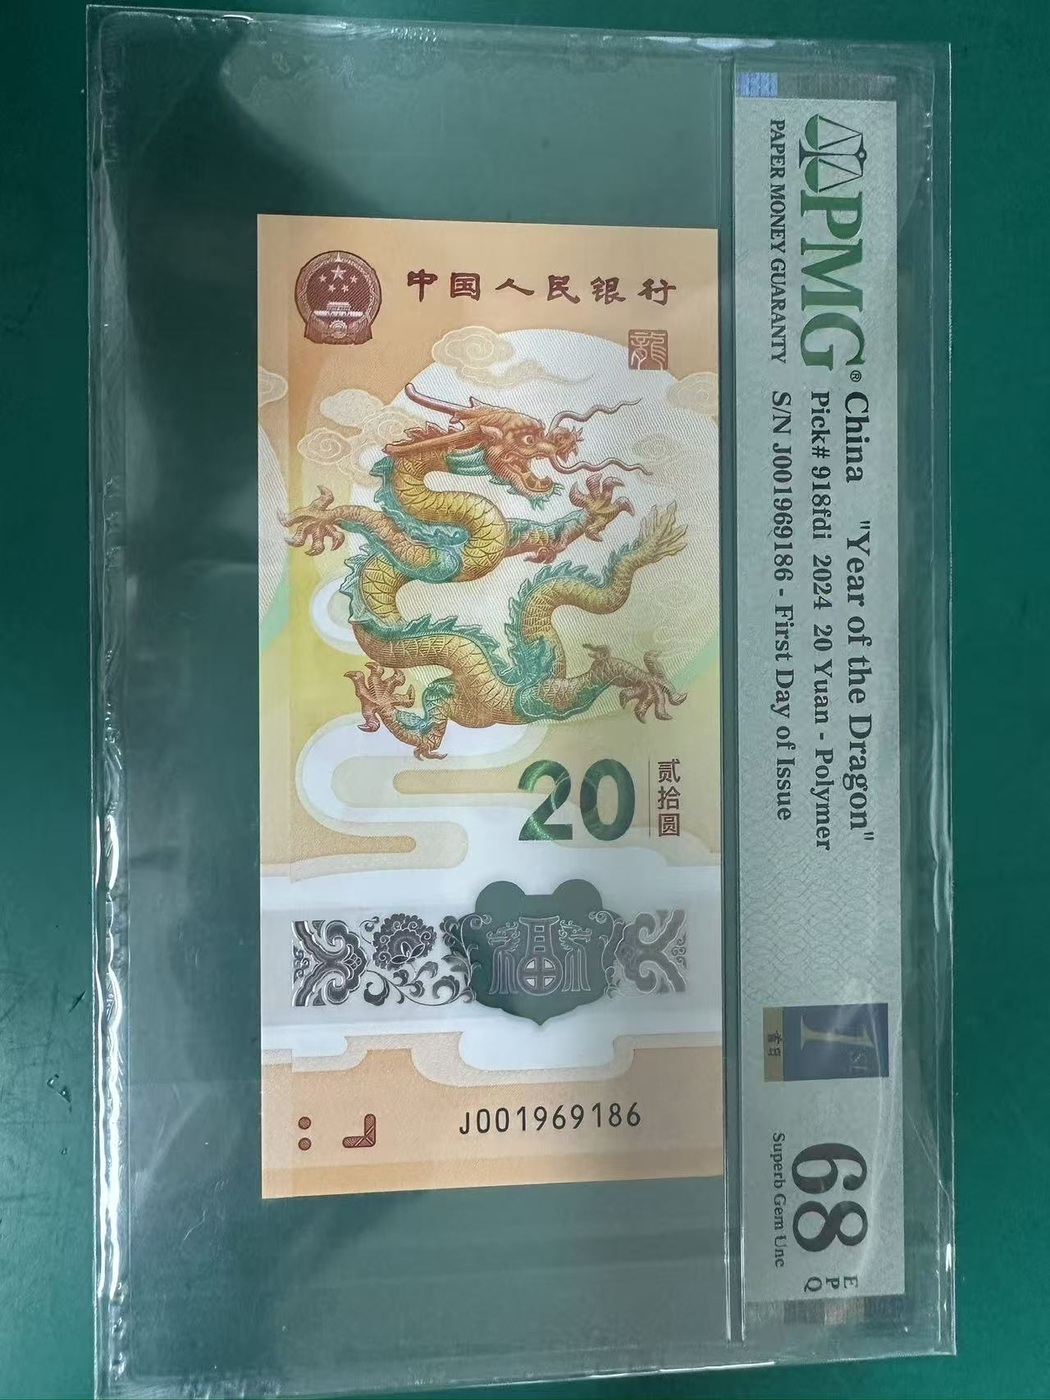 中国人民银行
龍
20
贰拾圆
福
J001969186
PMG®
PAPER MONEY GUARANTY
China "Year of the Dragon"
Pick# 918fdi 2024 20 Yuan - Polymer
S/N J001969186 - First Day of Issue
1ST
首日
68
EPQ
Superb Gem Unc